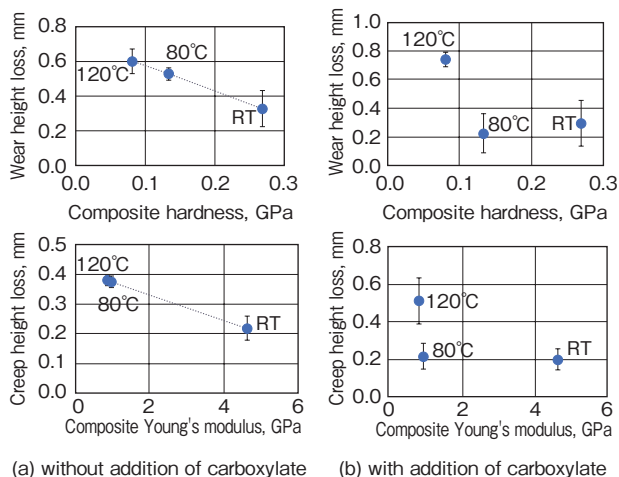 Wear height loss, mm
0.8
0.6
0.4
0.2
0.0
120℃
80℃
RT
0.0 0.1 0.2 0.3
Composite hardness, GPa
Wear height loss, mm
1.0
0.8
0.6
0.4
0.2
0.0
120℃
80℃
RT
0.0 0.1 0.2 0.3
Composite hardness, GPa
Creep height loss, mm
0.5
0.4
0.3
0.2
0.1
0.0
120℃
80℃
RT
0 2 4 6
Composite Young's modulus, GPa
Creep height loss, mm
0.8
0.6
0.4
0.2
0.0
120℃
80℃
RT
0 2 4 6
Composite Young's modulus, GPa
(a) without addition of carboxylate
(b) with addition of carboxylate